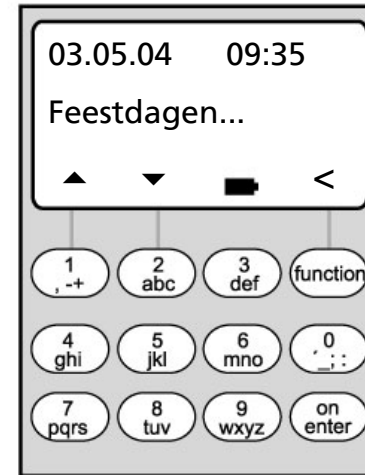 03.05.04 09:35
Feestdagen...
<
1 2 3 function
, -+ abc def
4 5 6 0
ghi jkl mno ´_; :
7 8 9 on
pqrs tuv wxyz enter